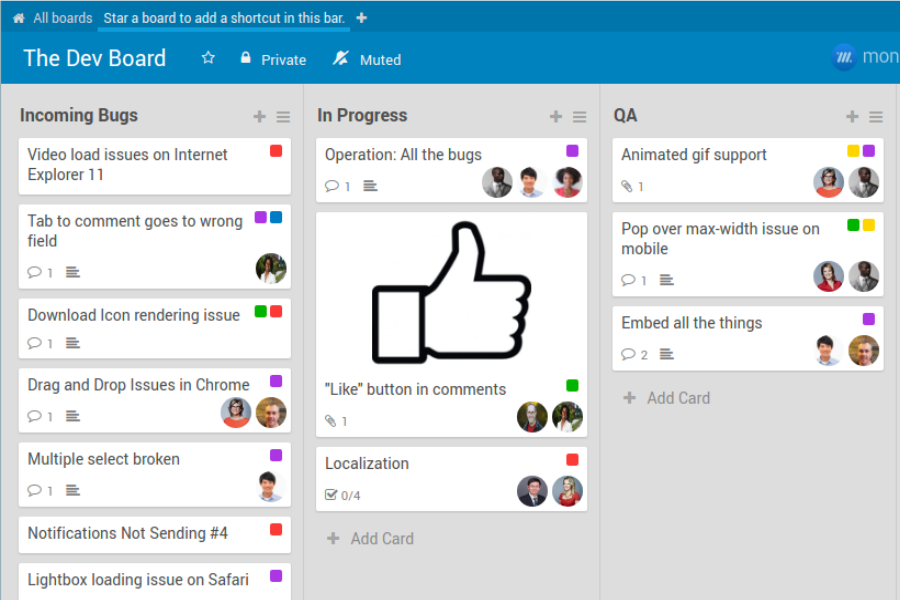 All boards Star a board to add a shortcut in this bar.
The Dev Board Private Muted mon
Incoming Bugs
Video load issues on Internet
Explorer 11
Tab to comment goes to wrong
field
1
Download Icon rendering issue
1
Drag and Drop Issues in Chrome
1
Multiple select broken
1
Notifications Not Sending #4
Lightbox loading issue on Safari
In Progress
Operation: All the bugs
1
"Like" button in comments
1
Localization
0/4
Add Card
QA
Animated gif support
1
Pop over max-width issue on
mobile
1
Embed all the things
2
Add Card